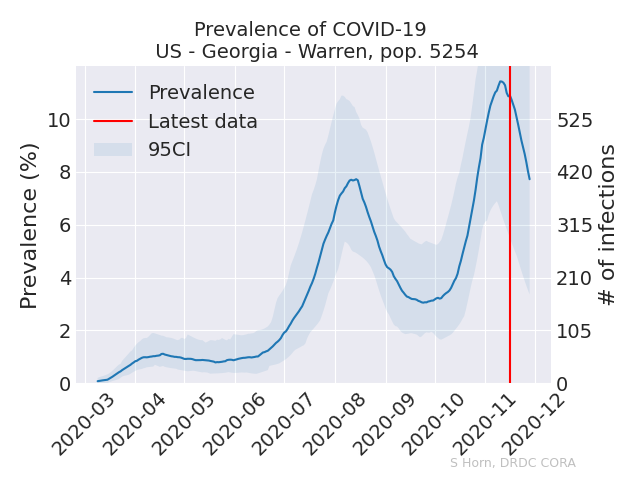 Prevalence of COVID-19
US - Georgia - Warren, pop. 5254
Prevalence
Latest data
95CI
Prevalence (%)
10
8
6
4
2
0
525
420
315
210
105
0
# of infections
2020-03
2020-04
2020-05
2020-06
2020-07
2020-08
2020-09
2020-10
2020-11
2020-12
S Horn, DRDC CORA